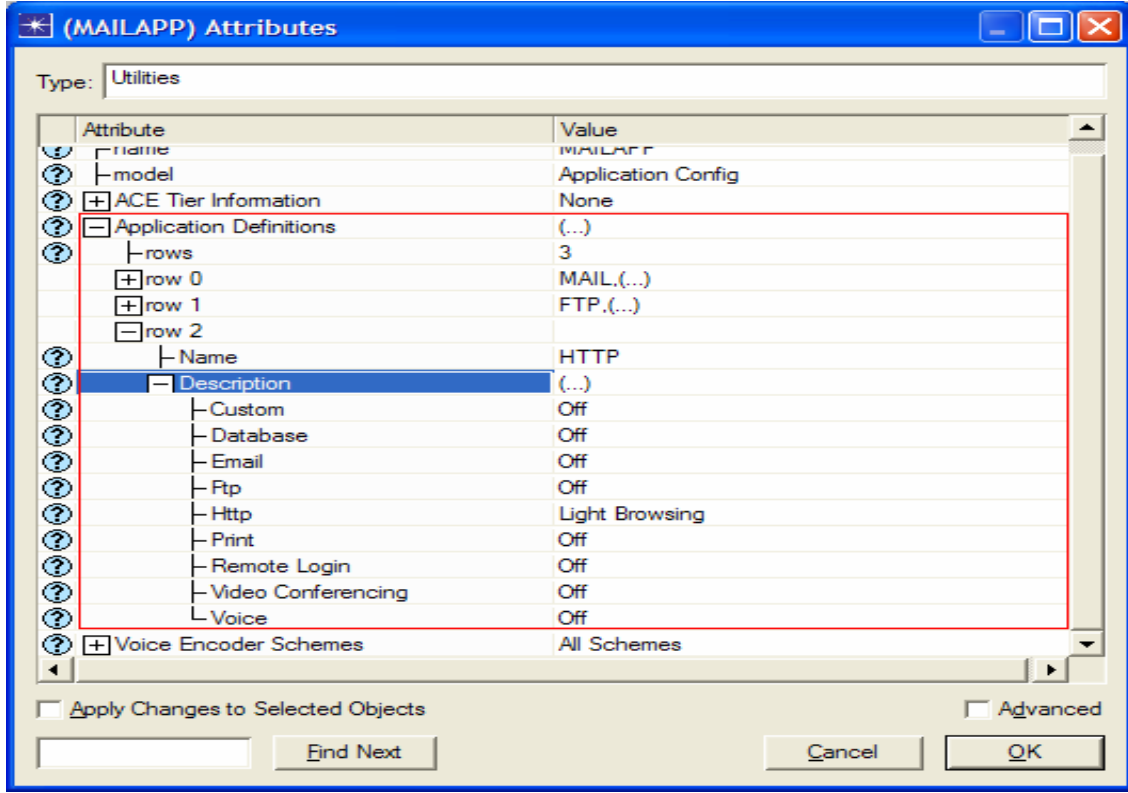 (MAILAPP) Attributes
Type: Utilities
Attribute Value
name MAILAPP
model Application Config
ACE Tier Information None
Application Definitions (...)
rows 3
row 0 MAIL,(...)
row 1 FTP,(...)
row 2
Name HTTP
Description (...)
Custom Off
Database Off
Email Off
Ftp Off
Http Light Browsing
Print Off
Remote Login Off
Video Conferencing Off
Voice Off
Voice Encoder Schemes All Schemes
Apply Changes to Selected Objects Advanced
Find Next Cancel OK